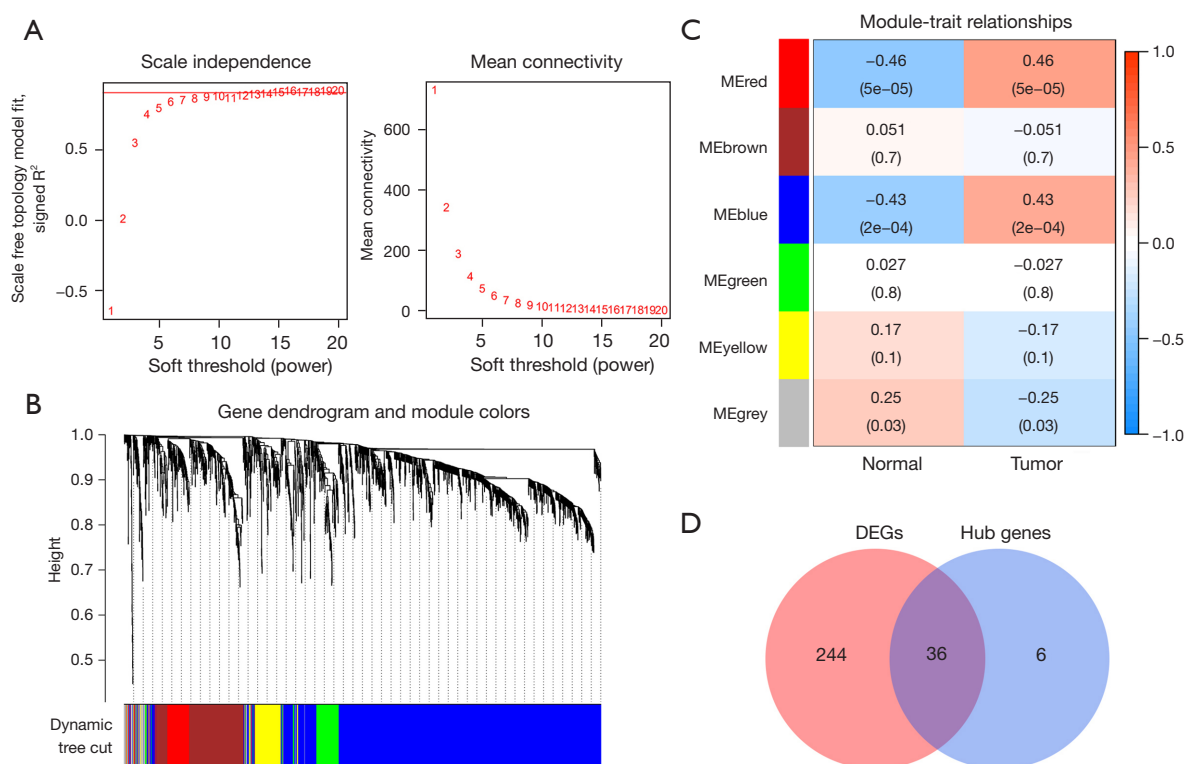 A
Scale independence
Scale free topology model fit,
signed R²
0.5
0.0
−0.5
1
2
3
4
5
6
7
8
9
10
11
12
13
14
15
16
17
18
19
20
5 10 15 20
Soft threshold (power)
Mean connectivity
Mean connectivity
600
400
200
0
1
2
3
4
5
6
7
8
9
10
11
12
13
14
15
16
17
18
19
20
5 10 15 20
Soft threshold (power)
B
Gene dendrogram and module colors
Height
1.0
0.9
0.8
0.7
0.6
0.5
Dynamic
tree cut
C
Module-trait relationships
MEred
−0.46 0.46
(5e−05) (5e−05)
MEbrown
0.051 −0.051
(0.7) (0.7)
MEblue
−0.43 0.43
(2e−04) (2e−04)
MEgreen
0.027 −0.027
(0.8) (0.8)
MEyellow
0.17 −0.17
(0.1) (0.1)
MEgrey
0.25 −0.25
(0.03) (0.03)
Normal Tumor
1.0
0.5
0.0
−0.5
−1.0
D
DEGs Hub genes
244 36 6